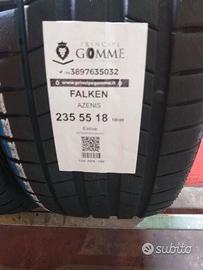 PRINCIPE
GOMME
3897635032
www.principegomme.it
FALKEN
AZENIS
235 55 18
Estive
subito